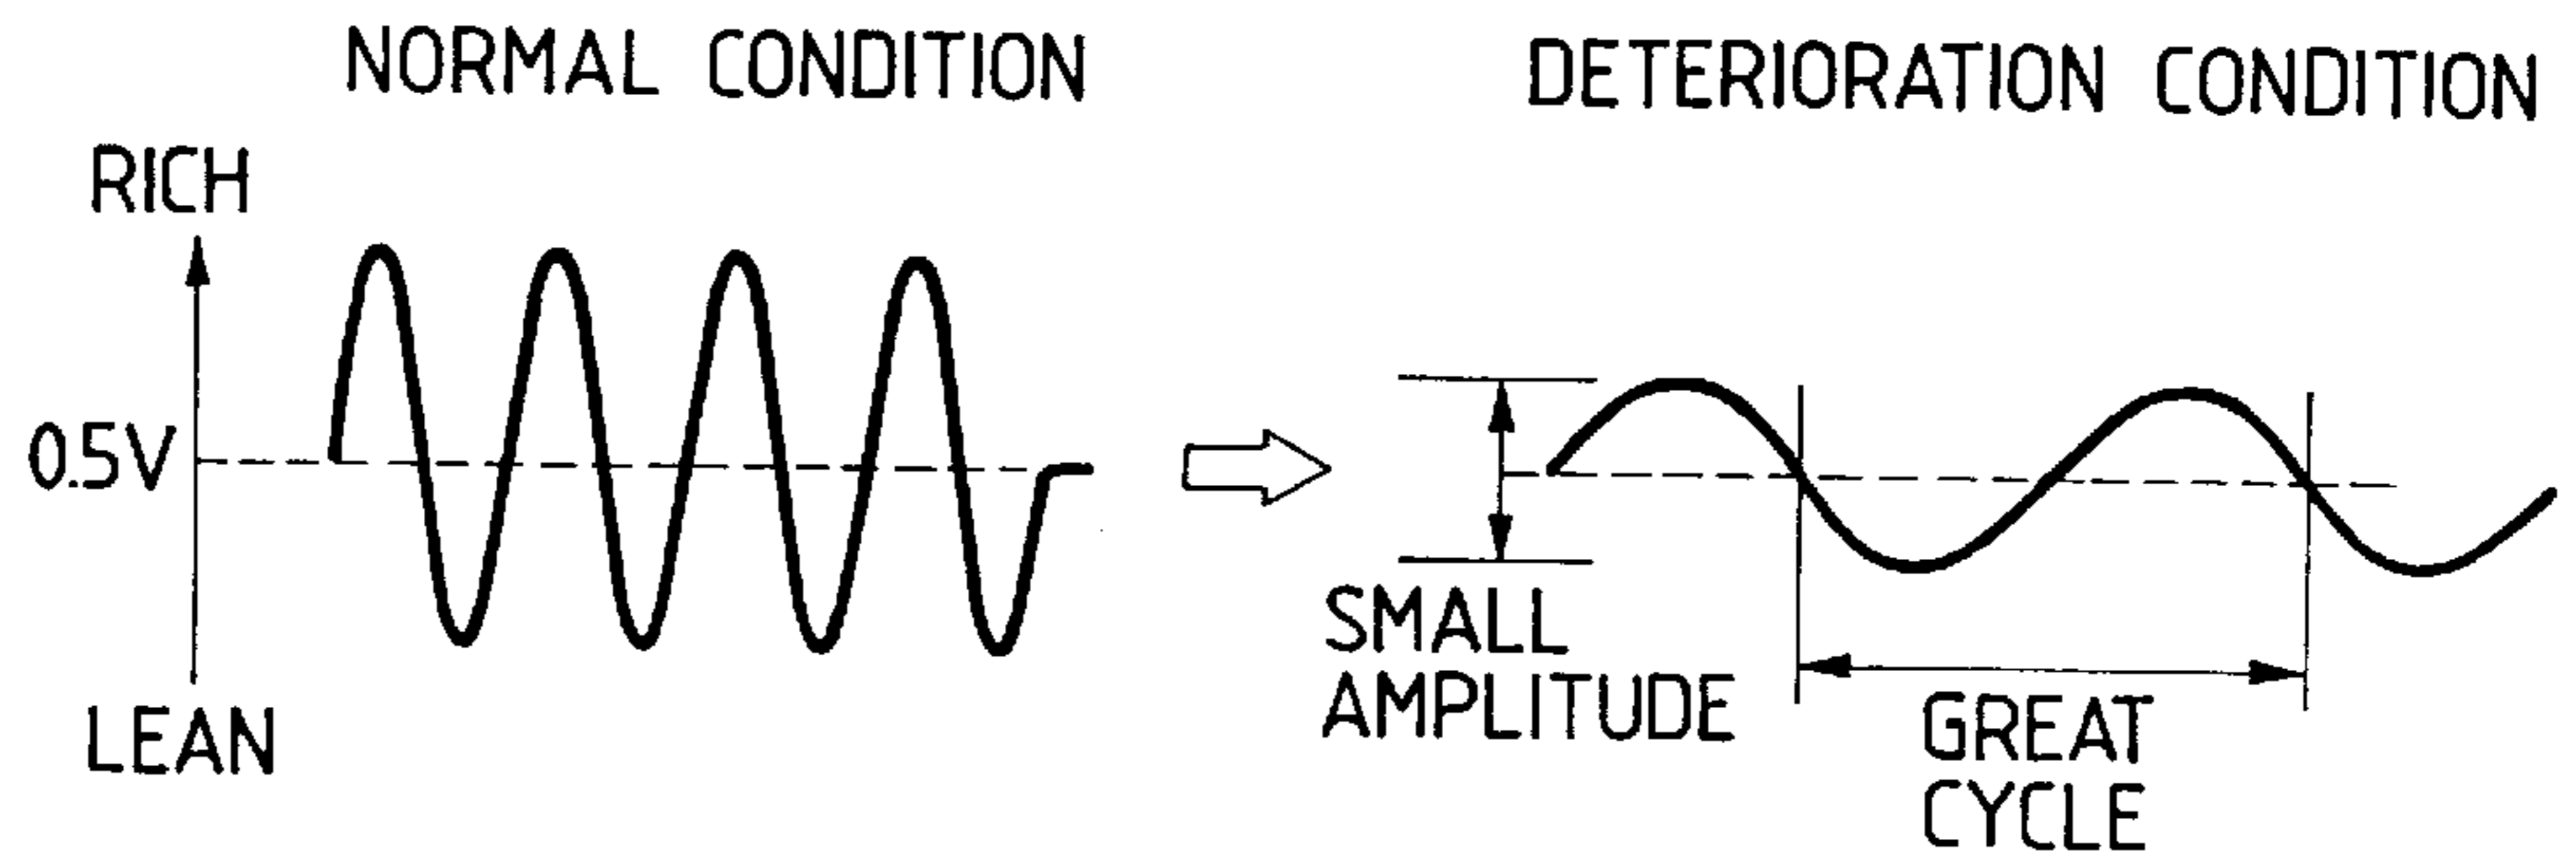 NORMAL CONDITION
DETERIORATION CONDITION
RICH
0.5V
LEAN
SMALL
AMPLITUDE
GREAT
CYCLE